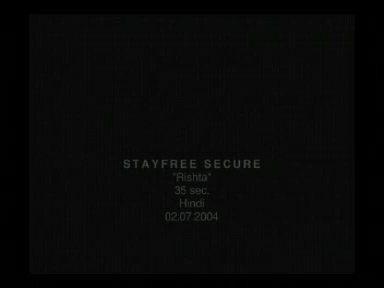 STAYFREE SECURE
"Rishta"
35 sec.
Hindi
02.07.2004